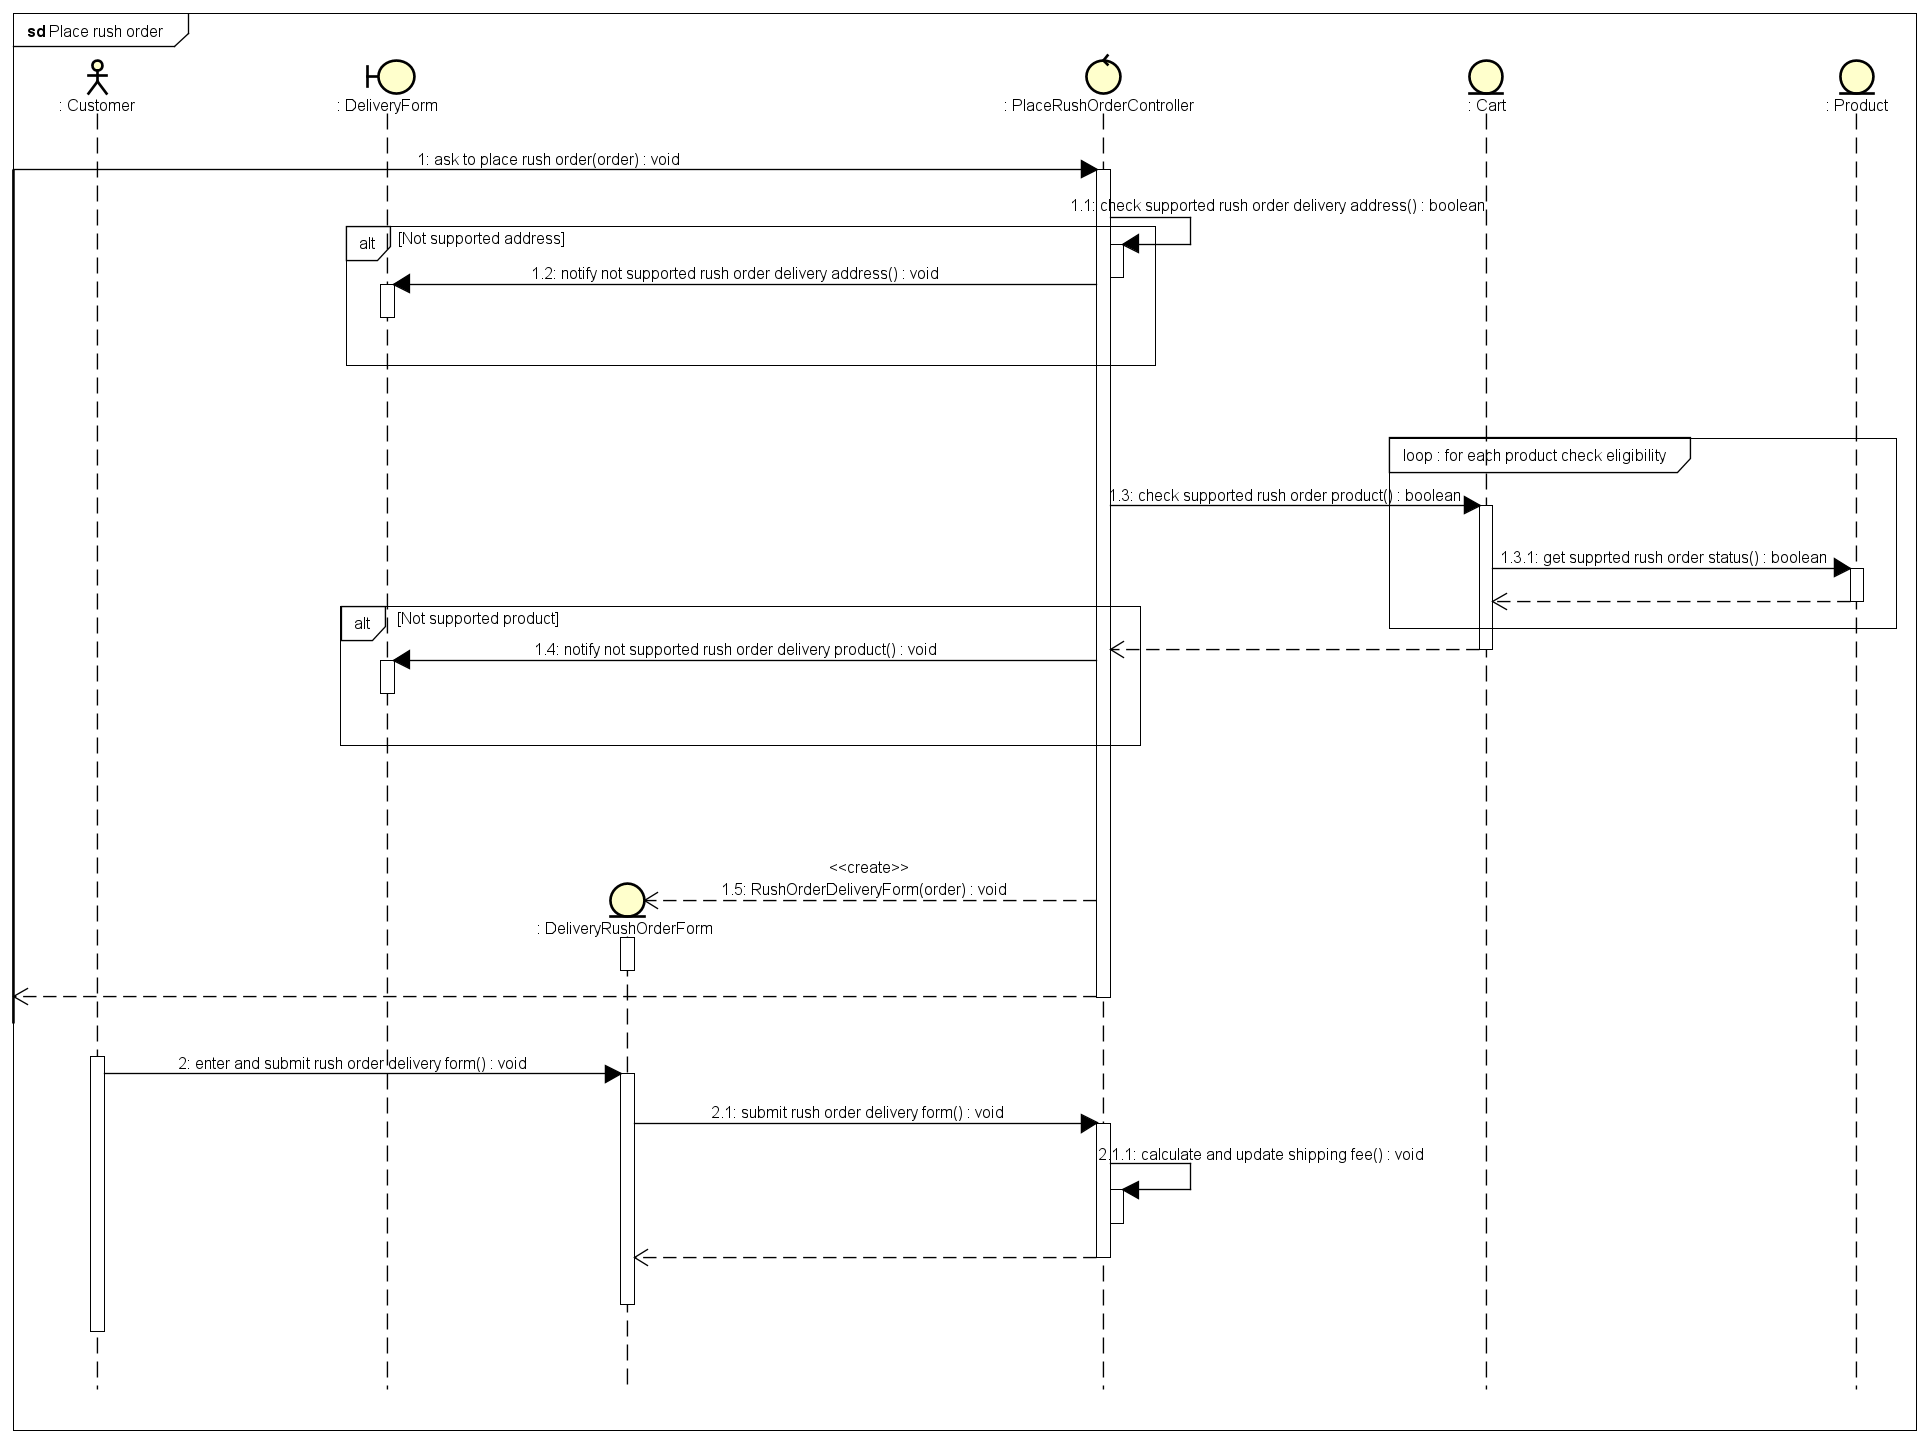 sd Place rush order
: Customer
: DeliveryForm
: PlaceRushOrderController
: Cart
: Product
1: ask to place rush order(order) : void
1.1: check supported rush order delivery address() : boolean
alt
[Not supported address]
1.2: notify not supported rush order delivery address() : void
loop : for each product check eligibility
1.3: check supported rush order product() : boolean
1.3.1: get supprted rush order status() : boolean
alt
[Not supported product]
1.4: notify not supported rush order delivery product() : void
<<create>>
1.5: RushOrderDeliveryForm(order) : void
: DeliveryRushOrderForm
2: enter and submit rush order delivery form() : void
2.1: submit rush order delivery form() : void
2.1.1: calculate and update shipping fee() : void